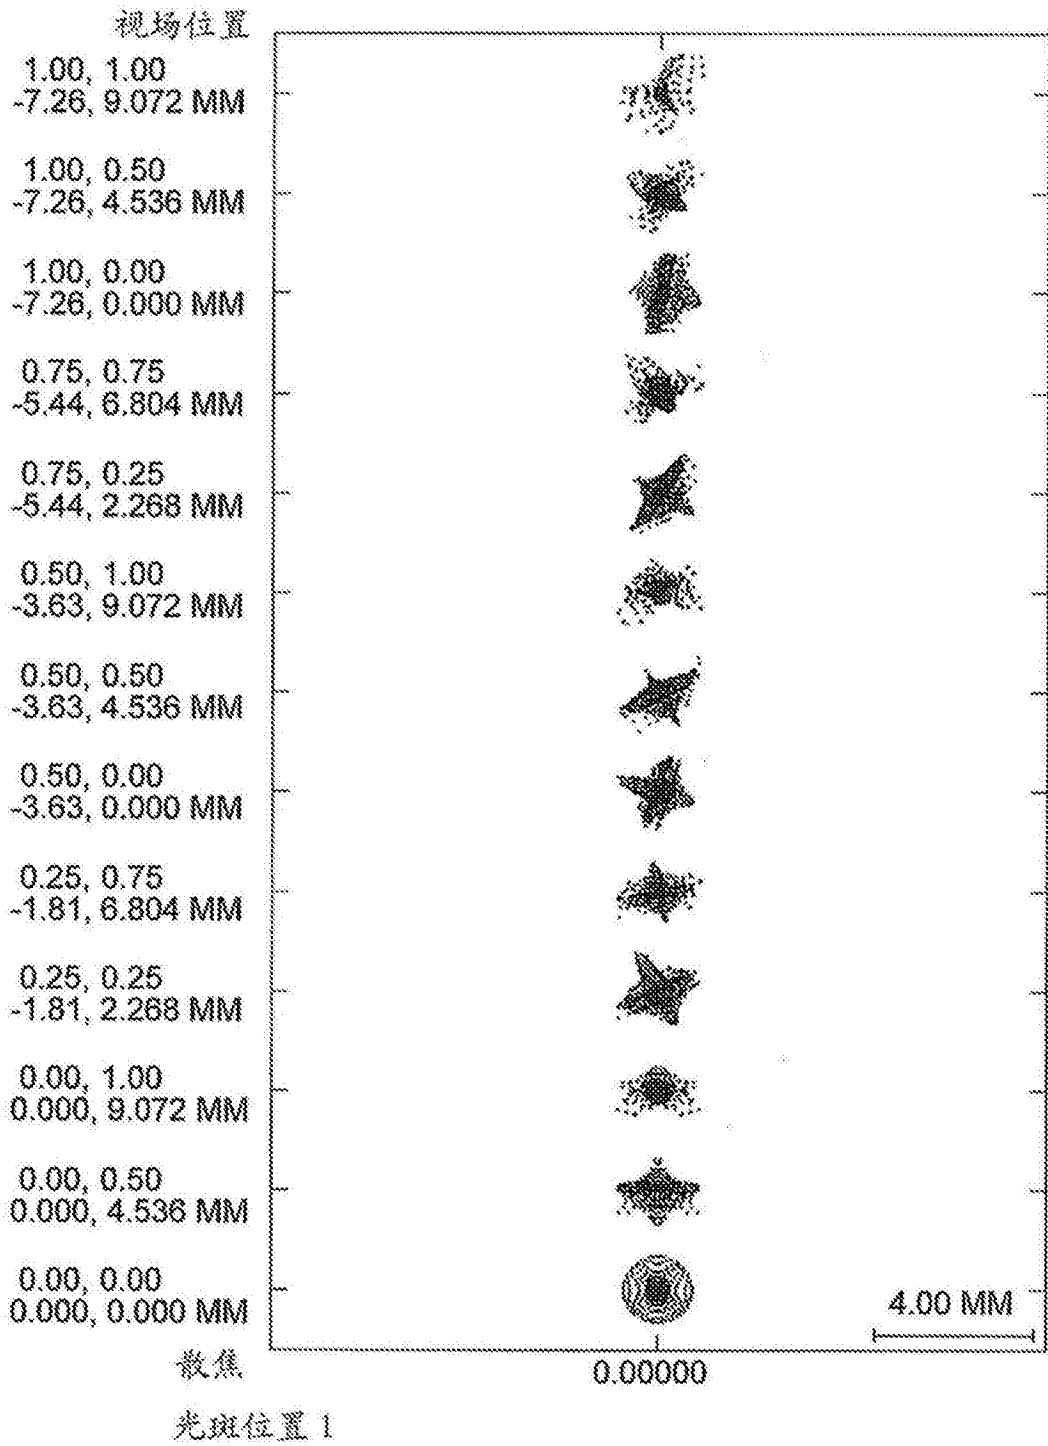 视场位置
1.00, 1.00
-7.26, 9.072 MM
1.00, 0.50
-7.26, 4.536 MM
1.00, 0.00
-7.26, 0.000 MM
0.75, 0.75
-5.44, 6.804 MM
0.75, 0.25
-5.44, 2.268 MM
0.50, 1.00
-3.63, 9.072 MM
0.50, 0.50
-3.63, 4.536 MM
0.50, 0.00
-3.63, 0.000 MM
0.25, 0.75
-1.81, 6.804 MM
0.25, 0.25
-1.81, 2.268 MM
0.00, 1.00
0.000, 9.072 MM
0.00, 0.50
0.000, 4.536 MM
0.00, 0.00
0.000, 0.000 MM
4.00 MM
散焦
0.00000
光斑位置 1